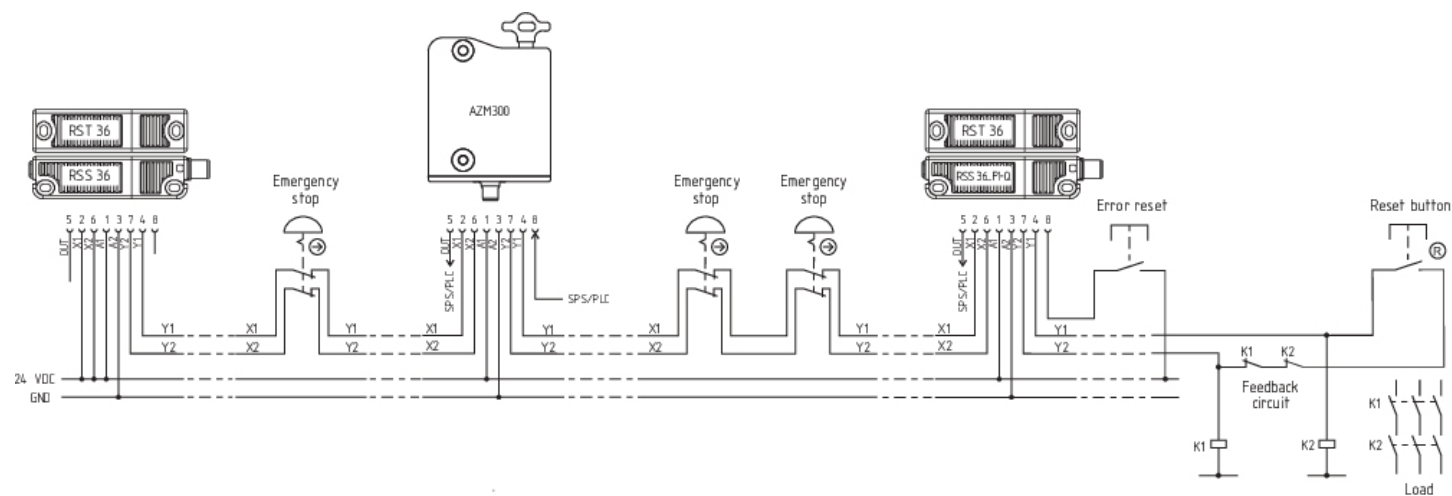 AZM300
RST 36
RSS 36
RST 36
RSS 36..PI-Q
Emergency
stop
Emergency
stop
Emergency
stop
Error reset
Reset button
R
5 2 6 1 3 7 4 8
OUT X1 X2 A1 A2 Y2 Y1
5 2 6 1 3 7 4 8
OUT X1 X2 A1 A2 Y2 Y1
5 2 6 1 3 7 4 8
OUT X1 X2 A1 A2 Y2 Y1
SPS/PLC
SPS/PLC
SPS/PLC
Y1 X1 Y1 X1 Y1 X1 Y1 X1 Y1
Y2 X2 Y2 X2 Y2 X2 Y2 X2 Y2
24 VDC
GND
K1 K2
Feedback
circuit
K1
K2
K1
K2
Load